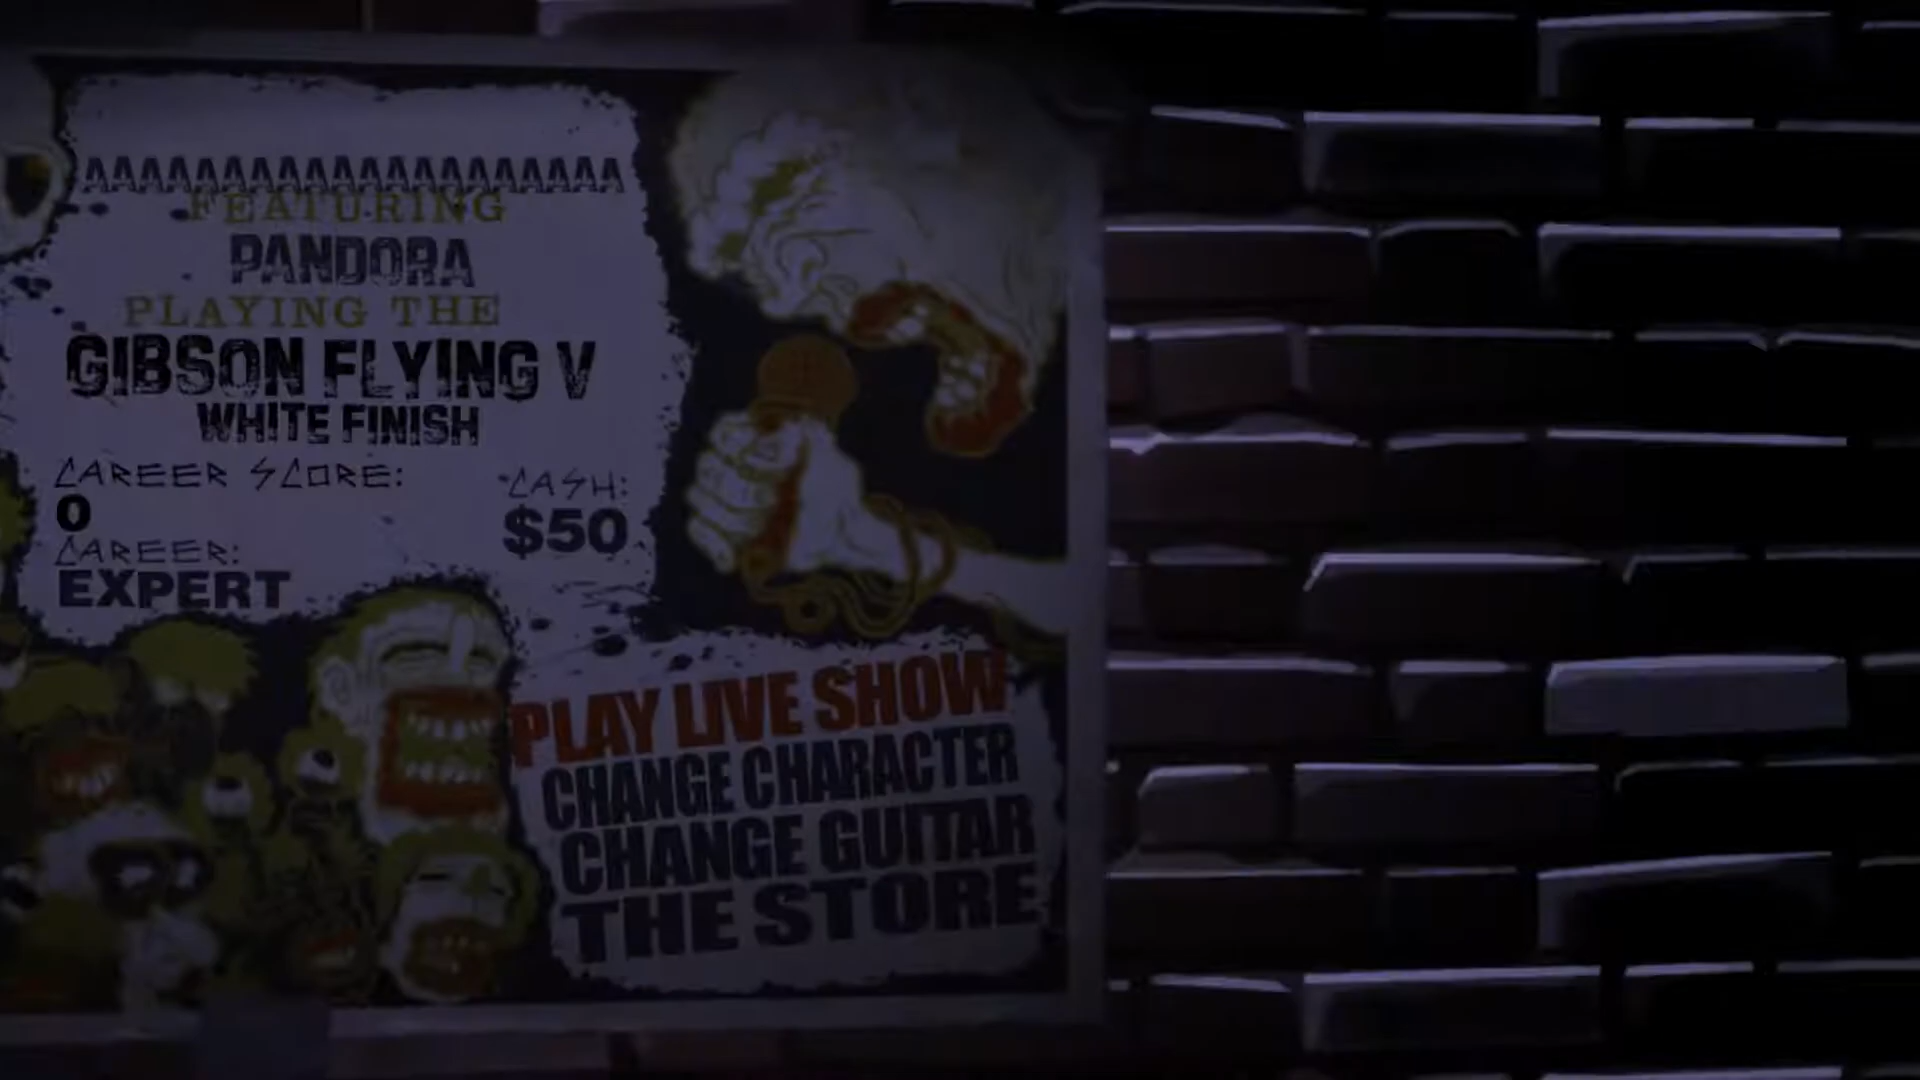 AAAAAAAAAAAAAAAAAAAA
FEATURING
PANDORA
PLAYING THE
GIBSON FLYING V
WHITE FINISH
CAREER SCORE:
0
CASH:
$50
CAREER:
EXPERT
PLAY LIVE SHOW
CHANGE CHARACTER
CHANGE GUITAR
THE STORE